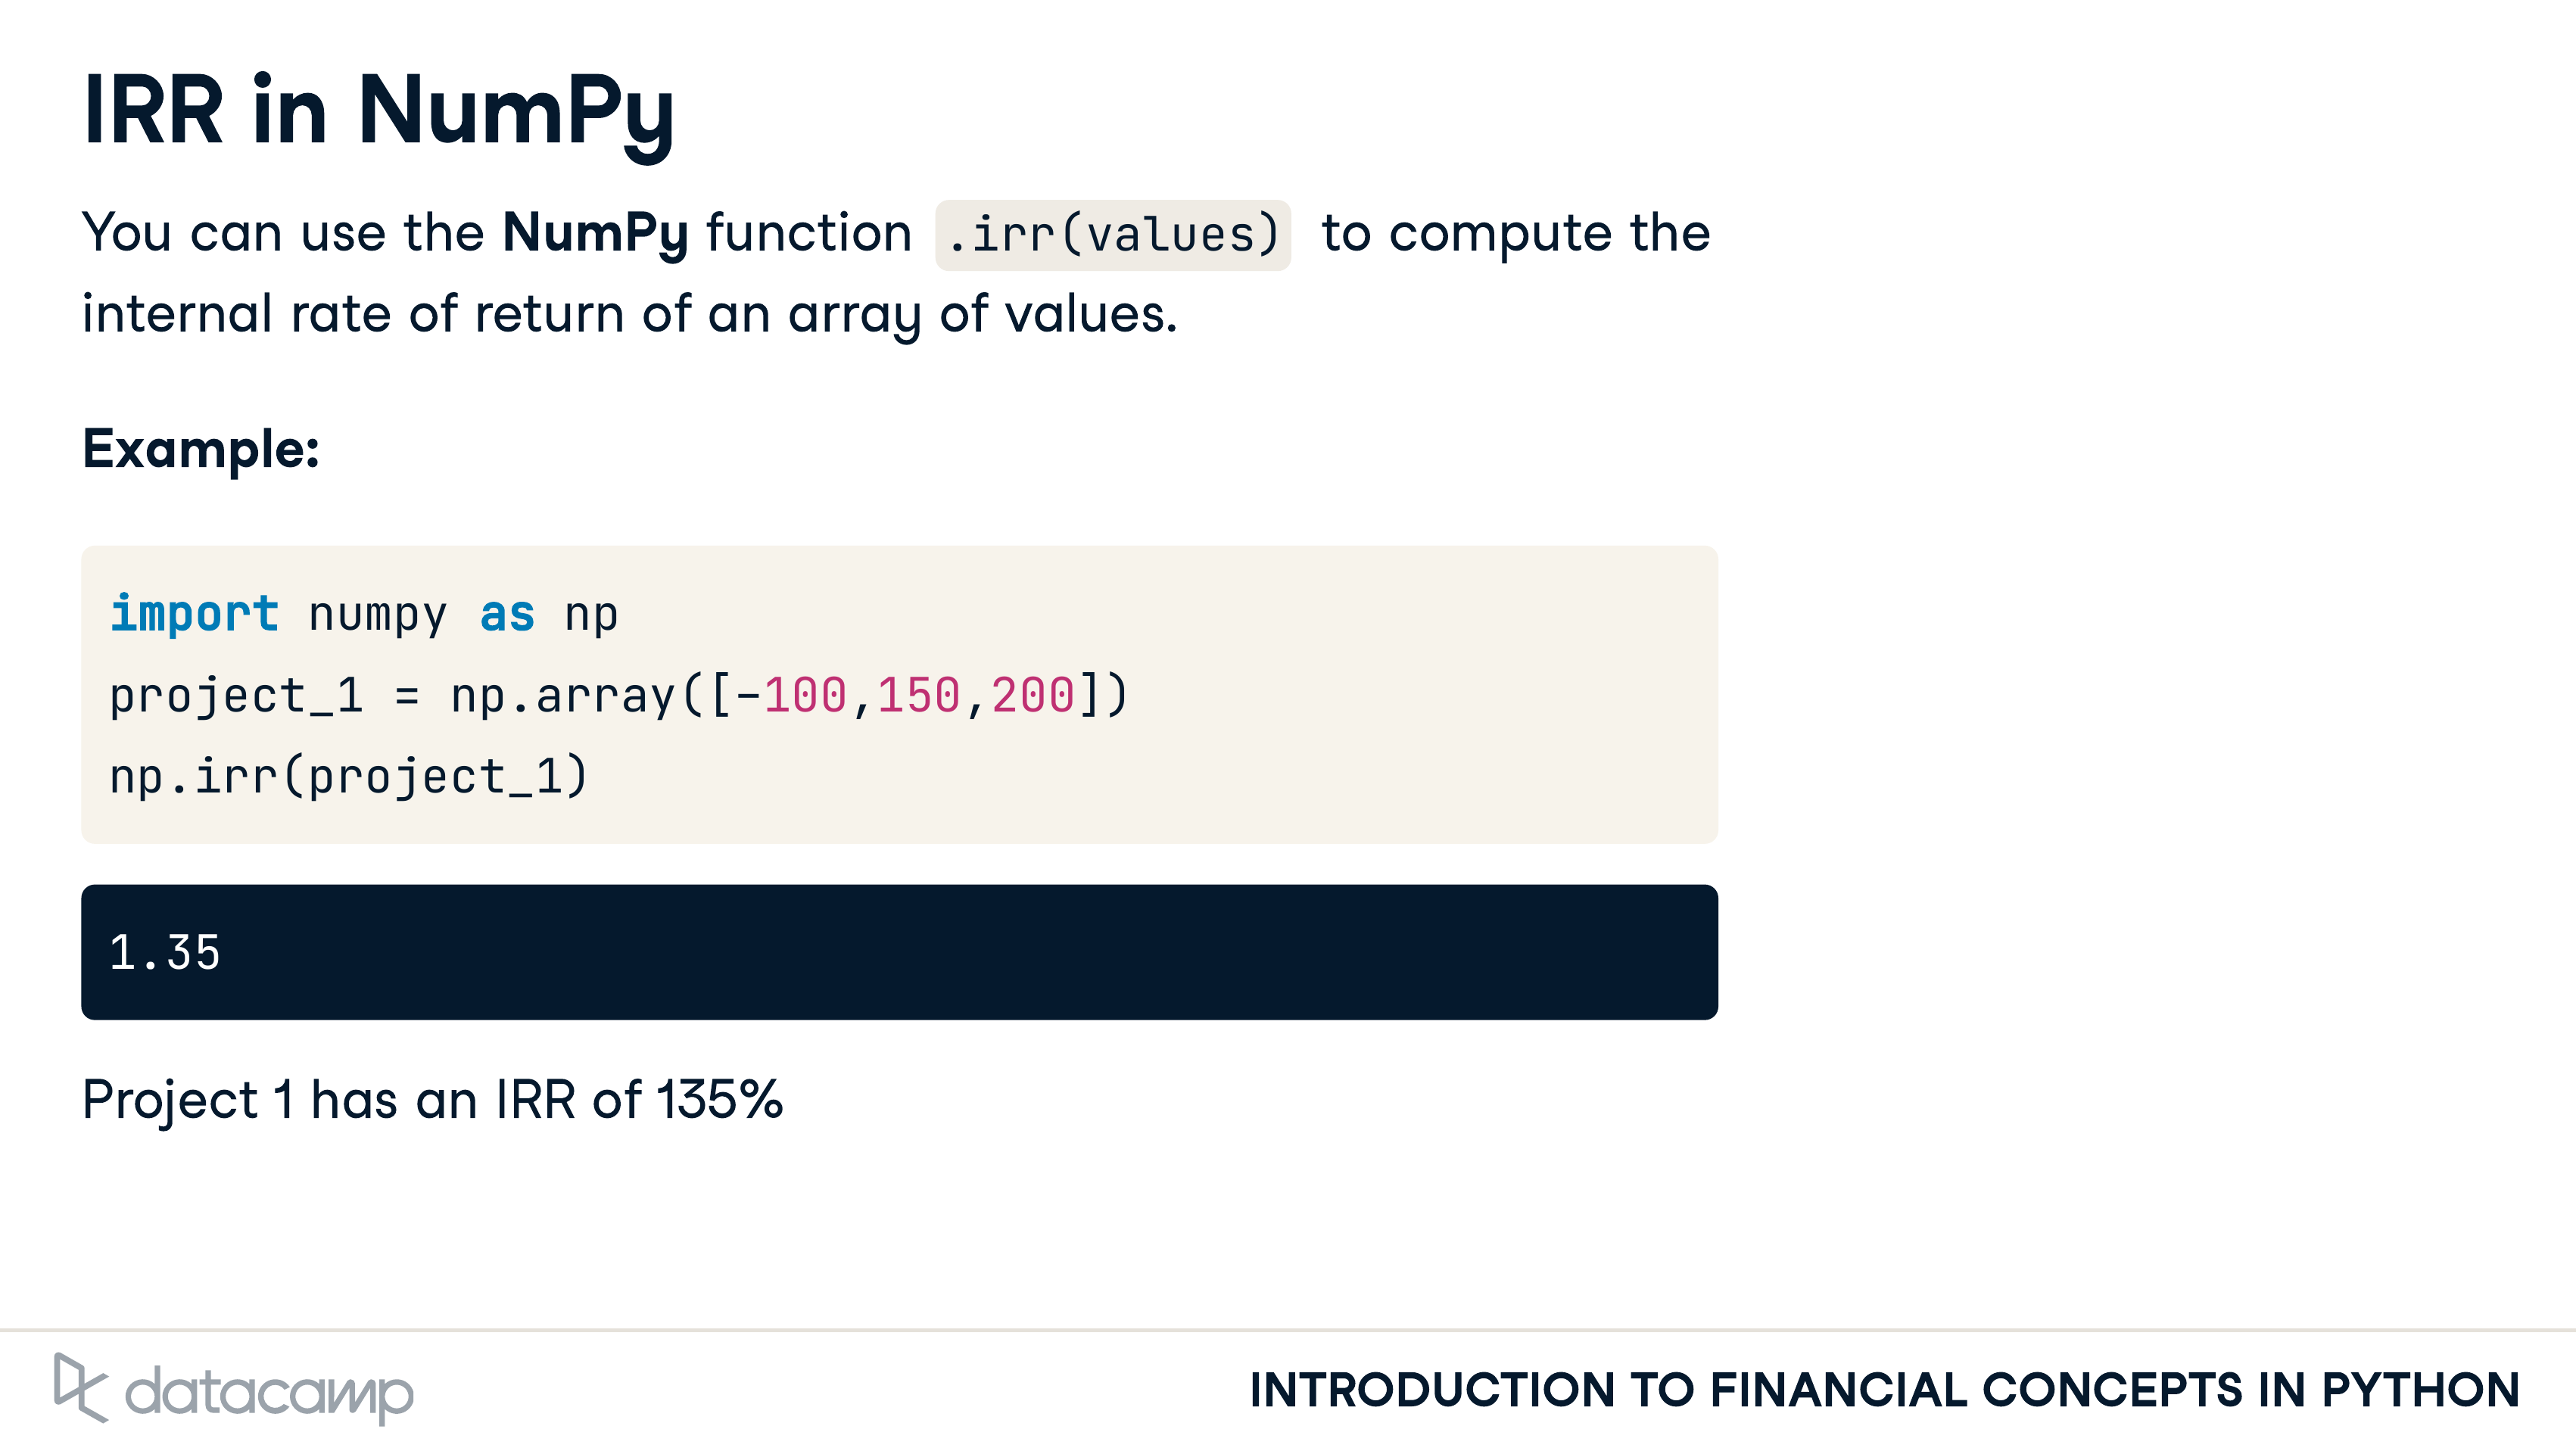 IRR in NumPy
You can use the NumPy function .irr(values) to compute the
internal rate of return of an array of values.
Example:
import numpy as np
project_1 = np.array([-100,150,200])
np.irr(project_1)
1.35
Project 1 has an IRR of 135%
datacamp
INTRODUCTION TO FINANCIAL CONCEPTS IN PYTHON